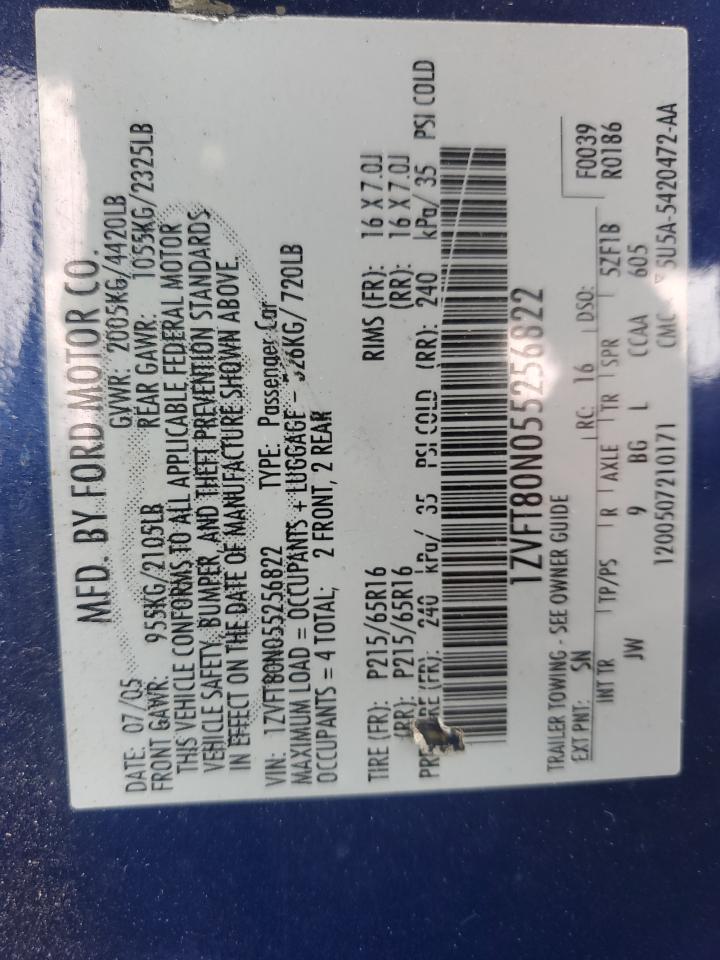 MFD. BY FORD MOTOR CO.
DATE: 07/05 GVWR: 2005KG/4420LB
FRONT GAWR: 955KG/2105LB REAR GAWR: 1055KG/2325LB
THIS VEHICLE CONFORMS TO ALL APPLICABLE FEDERAL MOTOR
VEHICLE SAFETY, BUMPER, AND THEFT PREVENTION STANDARDS
IN EFFECT ON THE DATE OF MANUFACTURE SHOWN ABOVE.
VIN: 1ZVFT80N055256822 TYPE: Passenger Car
MAXIMUM LOAD = OCCUPANTS + LUGGAGE = 326KG/720LB
OCCUPANTS = 4 TOTAL; 2 FRONT, 2 REAR
TIRE (FR): P215/65R16 RIMS (FR): 16 X 7.0J
(RR): P215/65R16 (RR): 16 X 7.0J
(FR): 240 kPa/ 35 PSI COLD (RR): 240 kPa/ 35 PSI COLD
1ZVFT80N055256822
TRAILER TOWING - SEE OWNER GUIDE F0039
EXT PNT: SN RC: 16 DSO: R0186
INT TR TP/PS R AXLE TR SPR 5ZF1B
JW 9 BG L CCAA 605
1200507210171 CMC 5U5A-5420472-AA